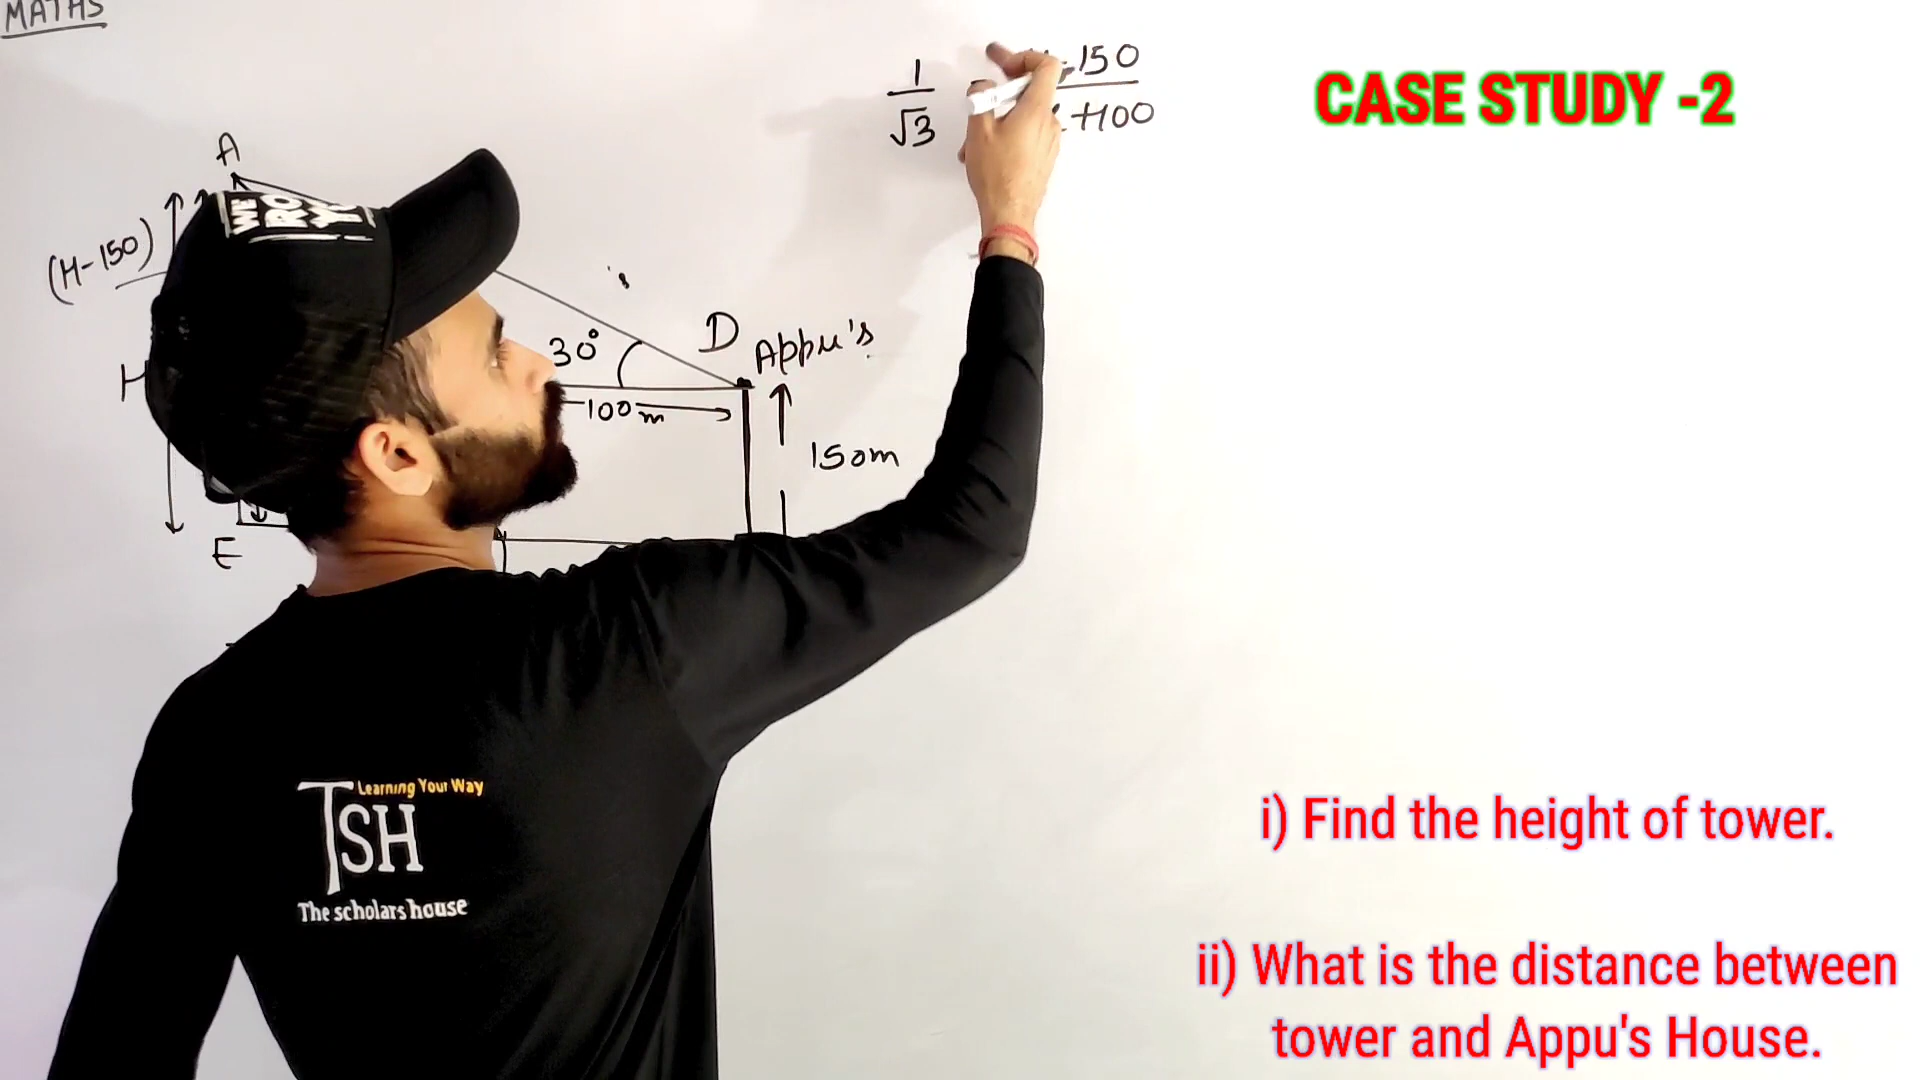 MATHS
CASE STUDY -2
1 -150
√3 +100
A
(H-150)
WE
30°
D Appu's
H
100m
150m
E
Learning Your Way
TSH
The scholars house
i) Find the height of tower.
ii) What is the distance between
tower and Appu's House.